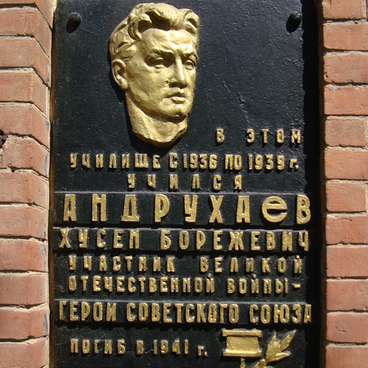 В ЭТОМ
УЧИЛИЩЕ С 1936 ПО 1939 г.
УЧИЛСЯ
АНДРУХАЕВ
ХУСЕН БОРЕЖЕВИЧ
УЧАСТНИК ВЕЛИКОЙ
ОТЕЧЕСТВЕННОЙ ВОЙНЫ-
ГЕРОЙ СОВЕТСКОГО СОЮЗА
ПОГИБ В 1941 г.